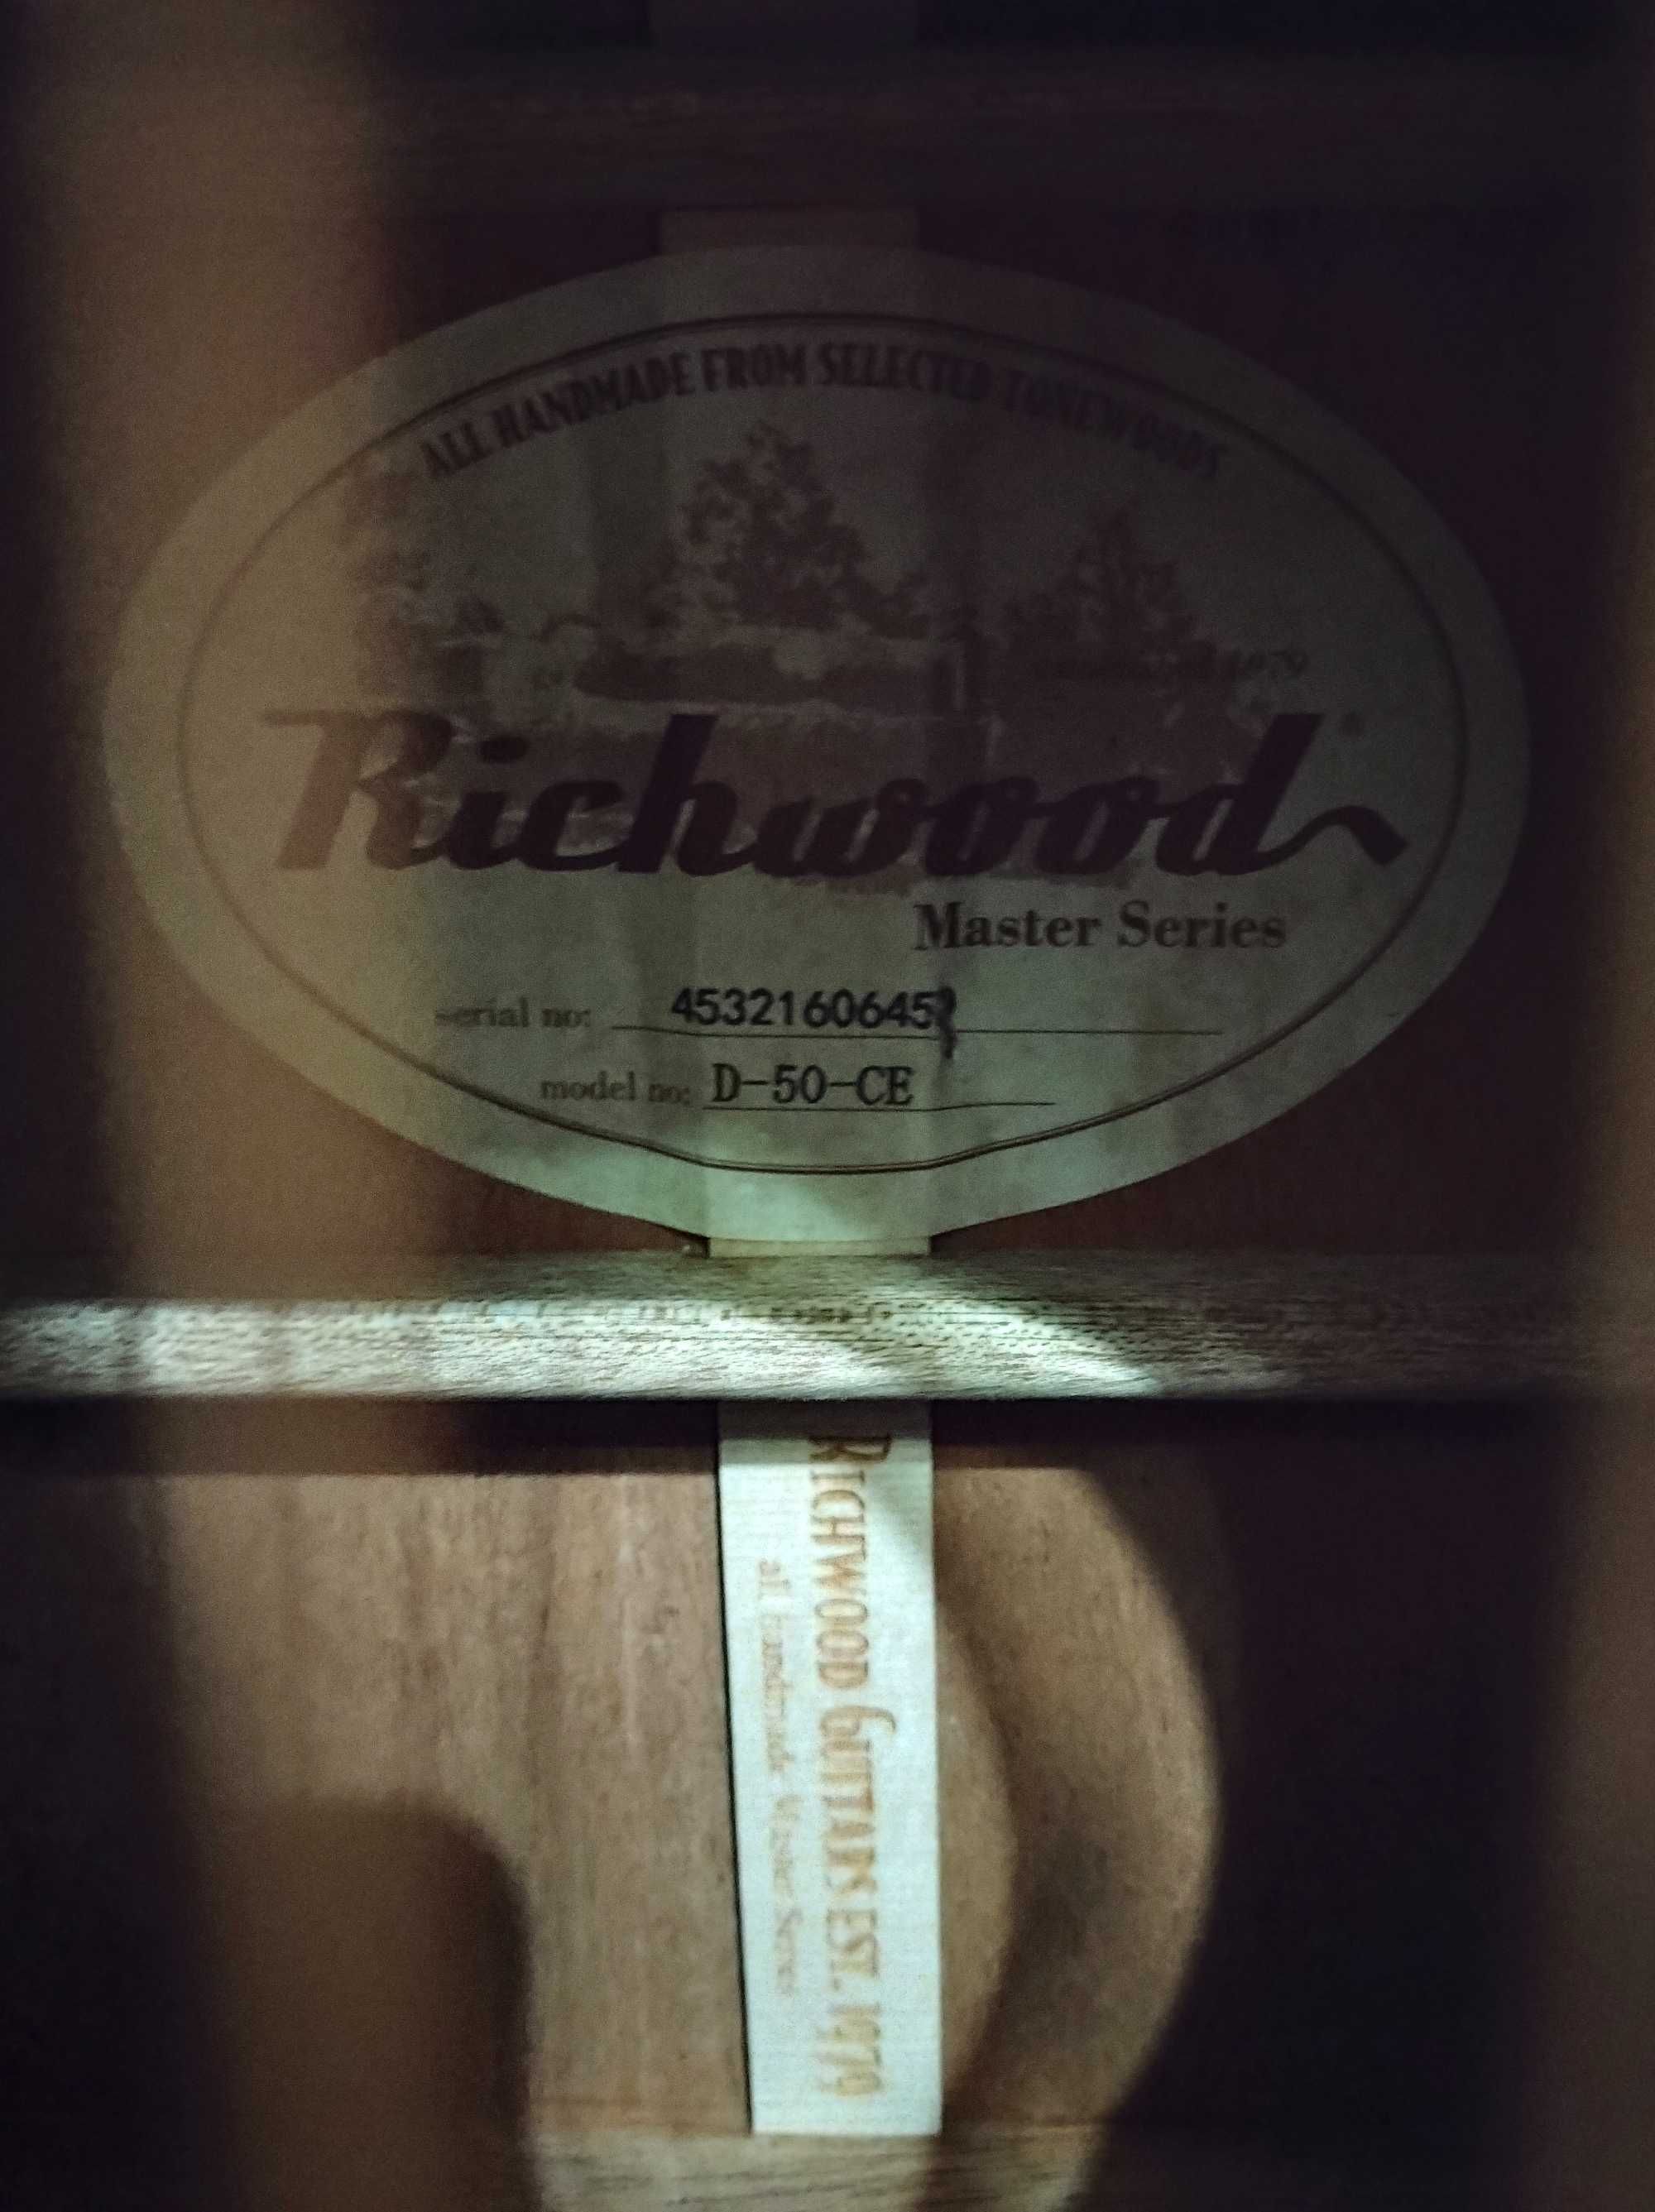 ALL HANDMADE FROM SELECTED TONEWOODS
1979
Richwood®
Master Series
serial no: 4532160645
model no: D-50-CE
RICHWOOD GUITARS EST. 1979
all Handmade Master Series